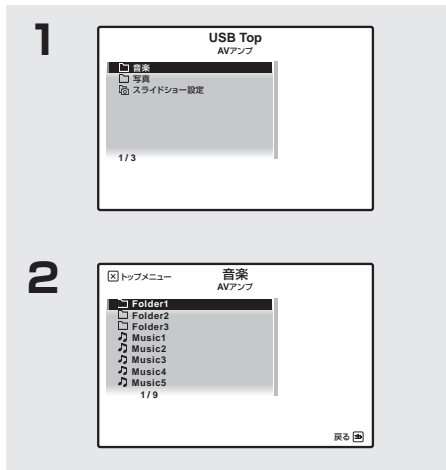 1
USB Top
AVアンプ
音楽
写真
スライドショー設定
1 / 3
2
トップメニュー
音楽
AVアンプ
Folder1
Folder2
Folder3
Music1
Music2
Music3
Music4
Music5
1 / 9
戻る